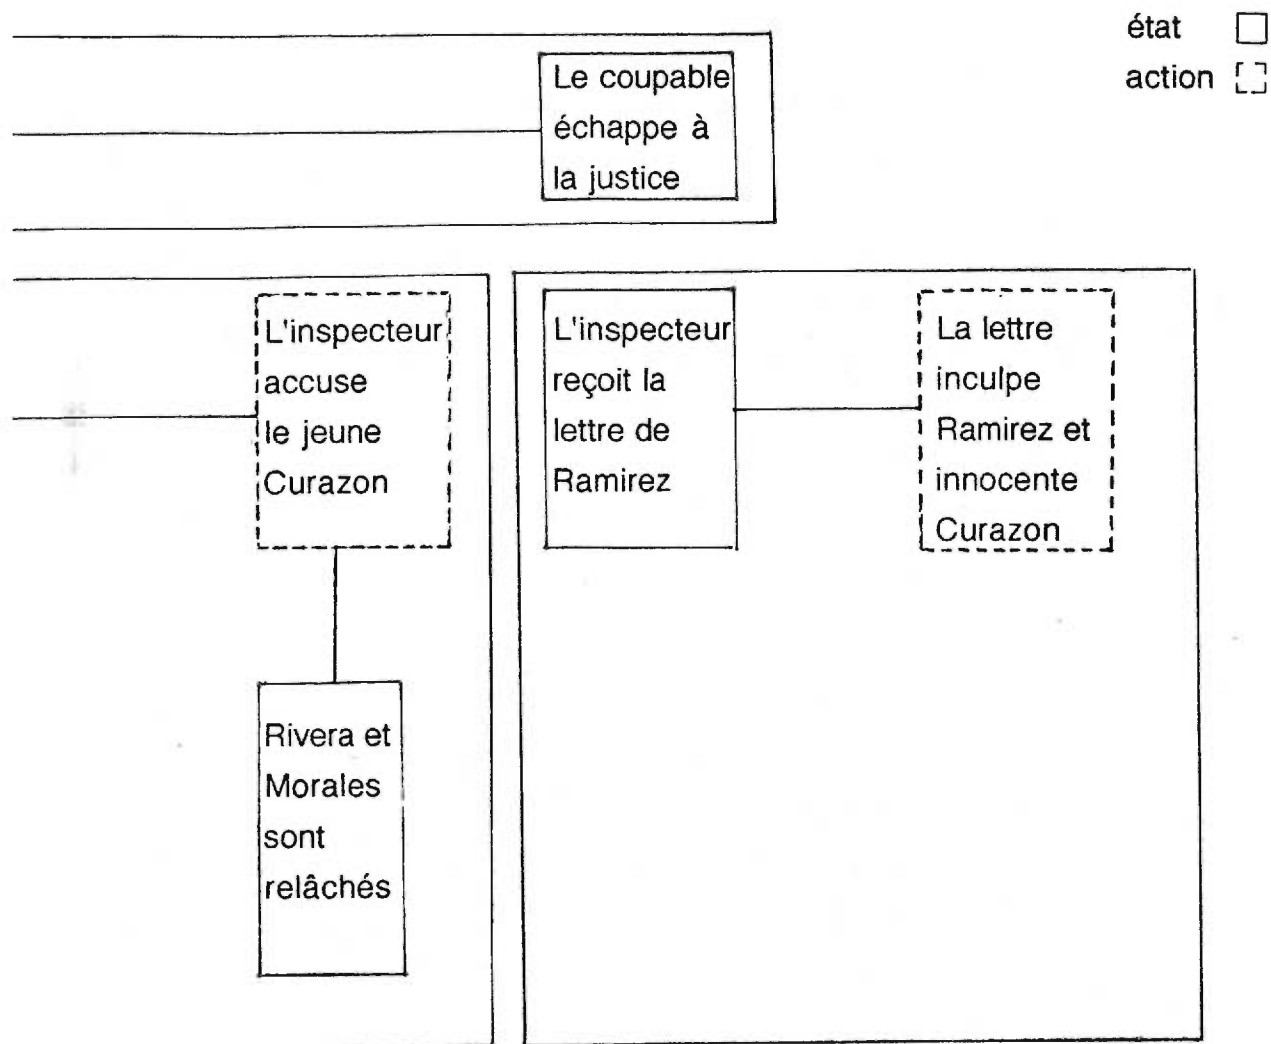 état
action
Le coupable
échappe à
la justice
L'inspecteur
accuse
le jeune
Curazon
L'inspecteur
reçoit la
lettre de
Ramirez
La lettre
inculpe
Ramirez et
innocente
Curazon
Rivera et
Morales
sont
relâchés